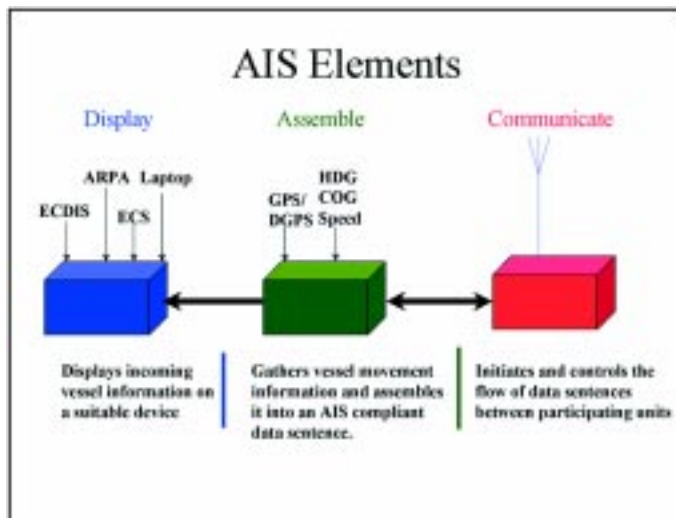 AIS Elements
Display
Assemble
Communicate
ARPA
Laptop
ECDIS
ECS
GPS/
DGPS
HDG
COG
Speed
Displays incoming
vessel information on
a suitable device
Gathers vessel movement
information and assembles
it into an AIS compliant
data sentence.
Initiates and controls the
flow of data sentences
between participating units